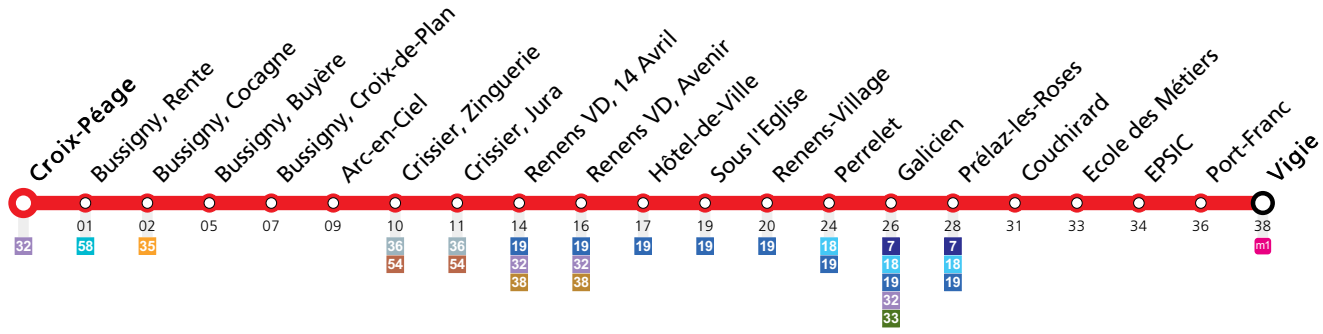 Croix-Péage
Bussigny, Rente
Bussigny, Cocagne
Bussigny, Buyère
Bussigny, Croix-de-Plan
Arc-en-Ciel
Crissier, Zinguerie
Crissier, Jura
Renens VD, 14 Avril
Renens VD, Avenir
Hôtel-de-Ville
Sous l'Eglise
Renens-Village
Perrelet
Galicien
Prélaz-les-Roses
Couchirard
Ecole des Métiers
EPSIC
Port-Franc
Vigie
01 02 05 07 09 10 11 14 16 17 19 20 24 26 28 31 33 34 36 38
32 58 35 36 36 19 19 19 19 19 18 7 7 m1
54 54 32 32 19 18 18
38 38 19 19
32
33